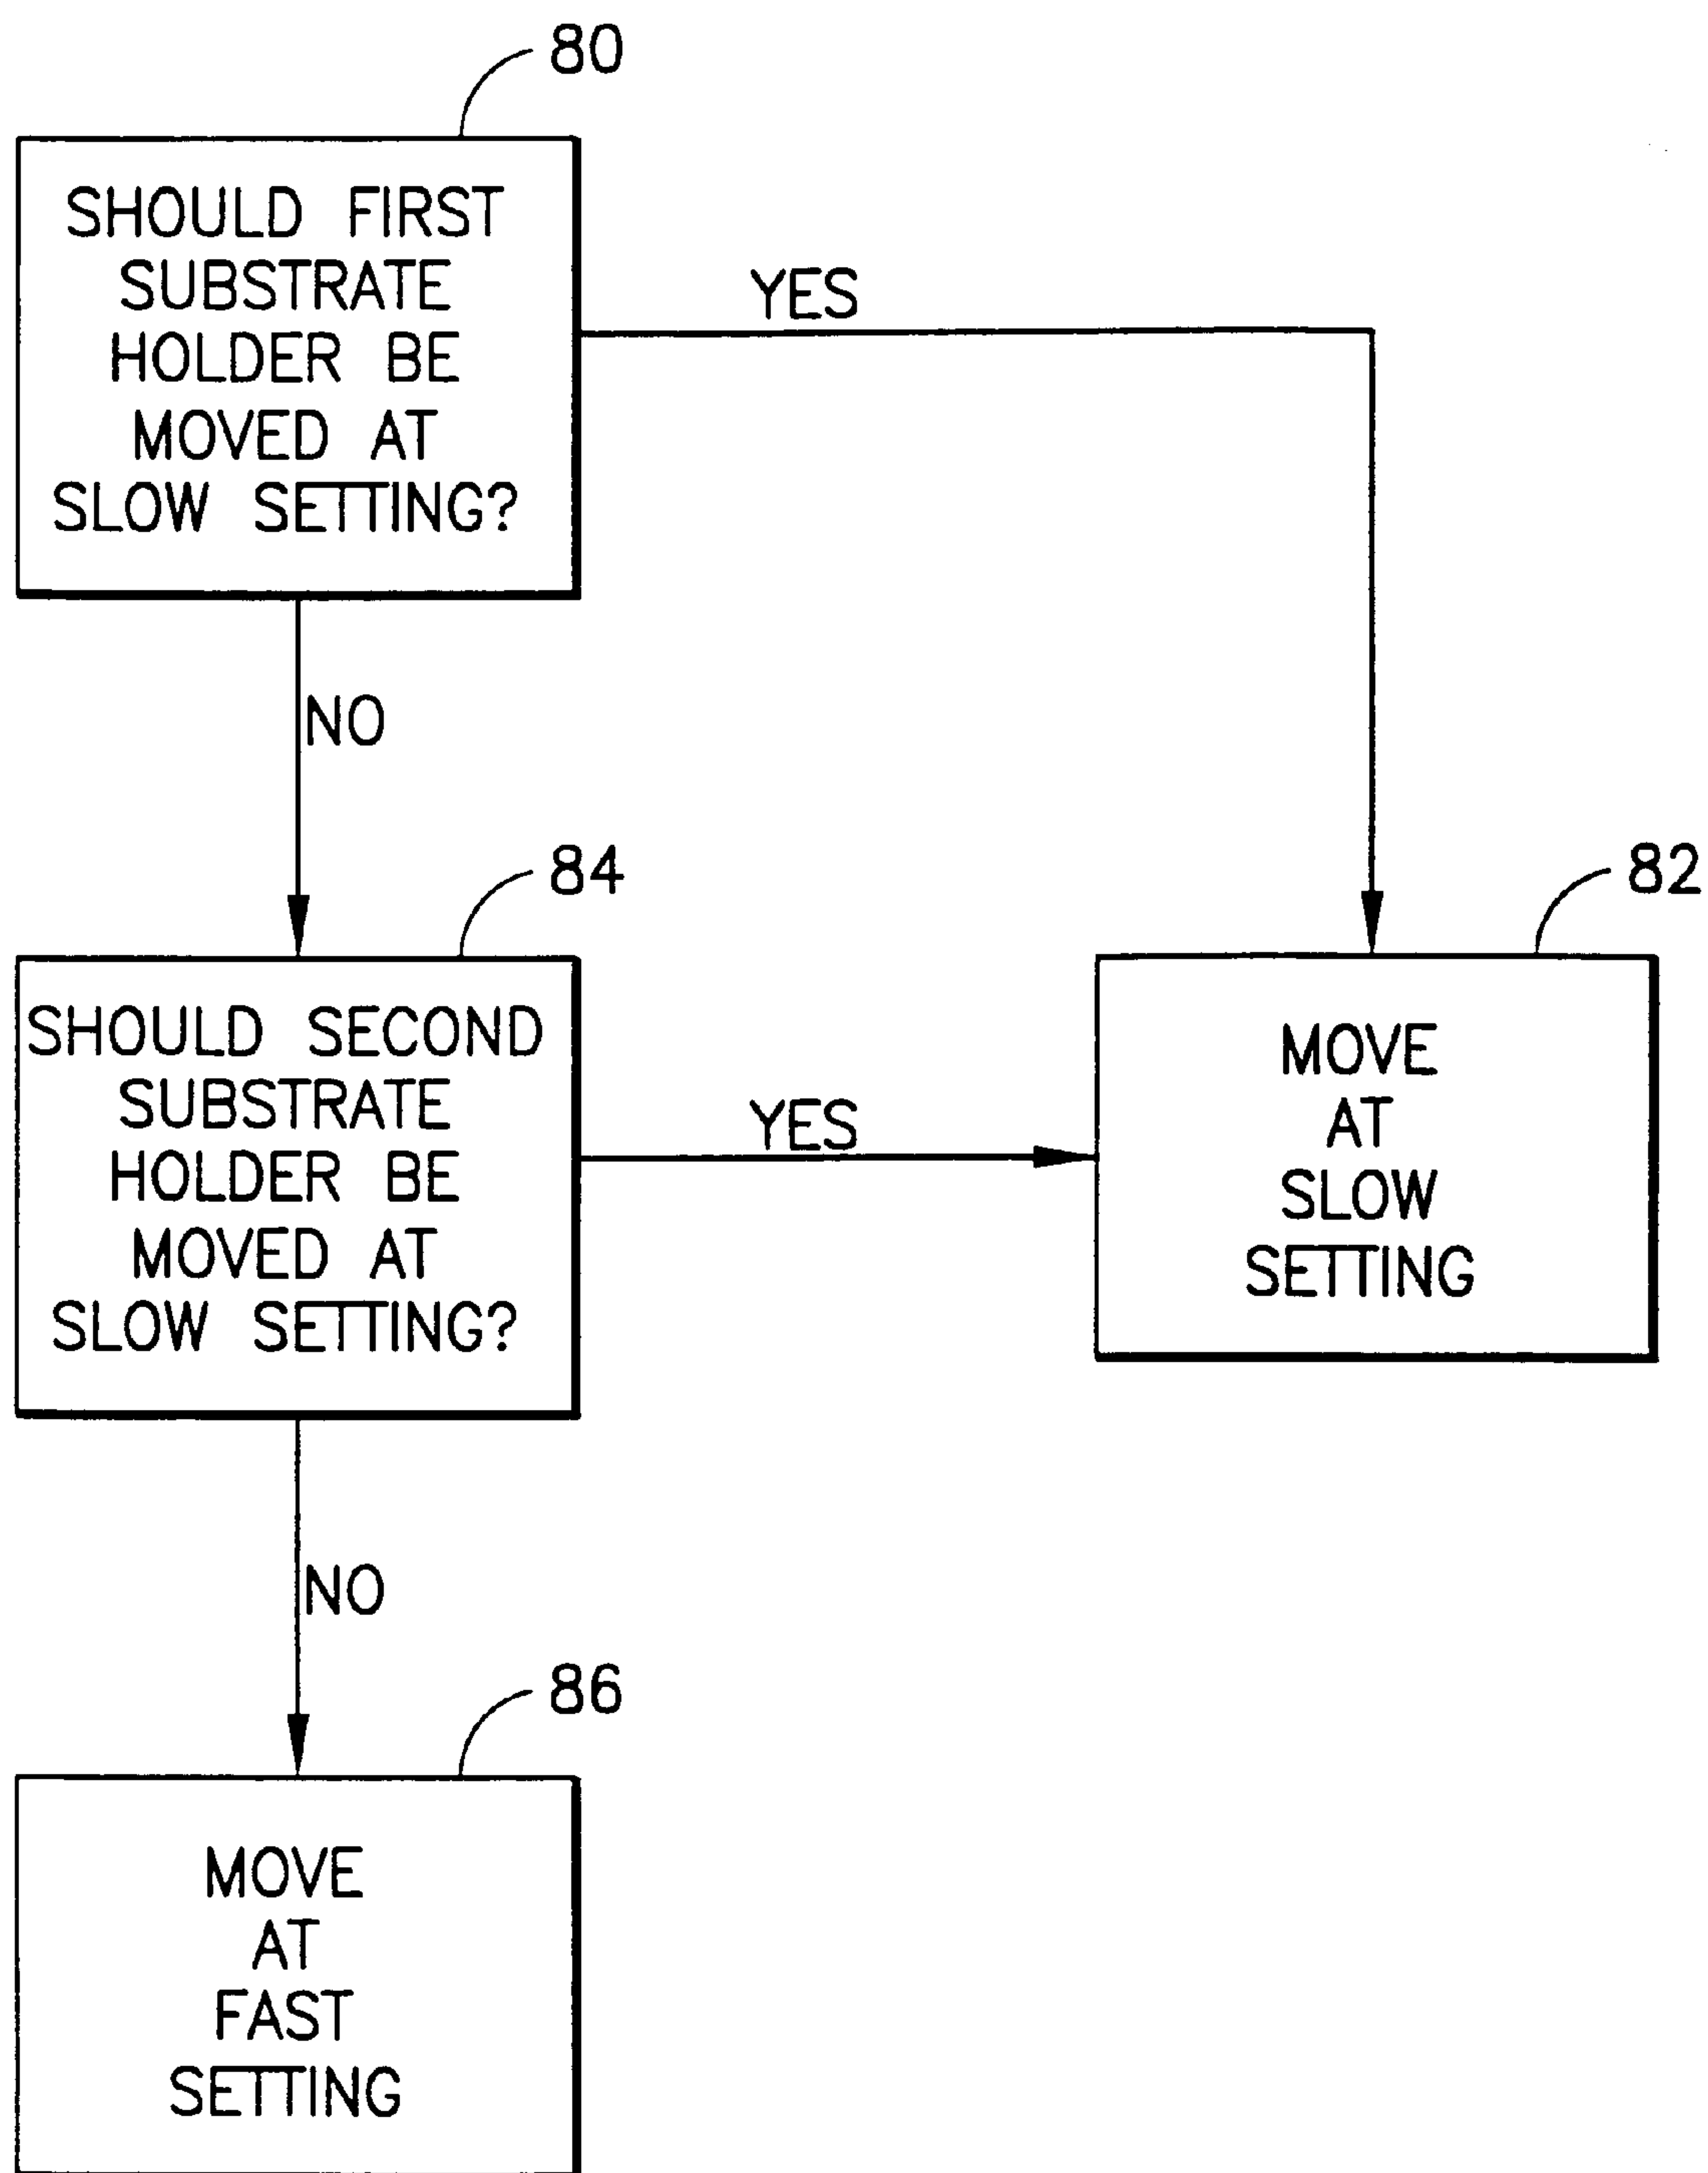 80
SHOULD FIRST
SUBSTRATE
HOLDER BE
MOVED AT
SLOW SETTING?
YES
NO
84
SHOULD SECOND
SUBSTRATE
HOLDER BE
MOVED AT
SLOW SETTING?
YES
82
MOVE
AT
SLOW
SETTING
NO
86
MOVE
AT
FAST
SETTING